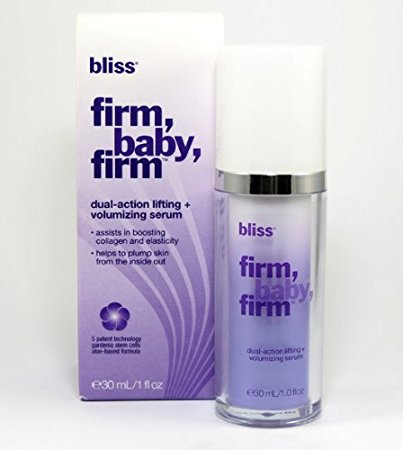 bliss®
firm,
baby,
firm™
dual-action lifting +
volumizing serum
• assists in boosting
collagen and elasticity
• helps to plump skin
from the inside out
5 patent technology
gardenia stem cells
aloe-based formula
℮30 mL/1 fl oz
bliss®
firm,
baby,
firm™
dual-action lifting +
volumizing serum
℮30 mL/1.0 fl oz